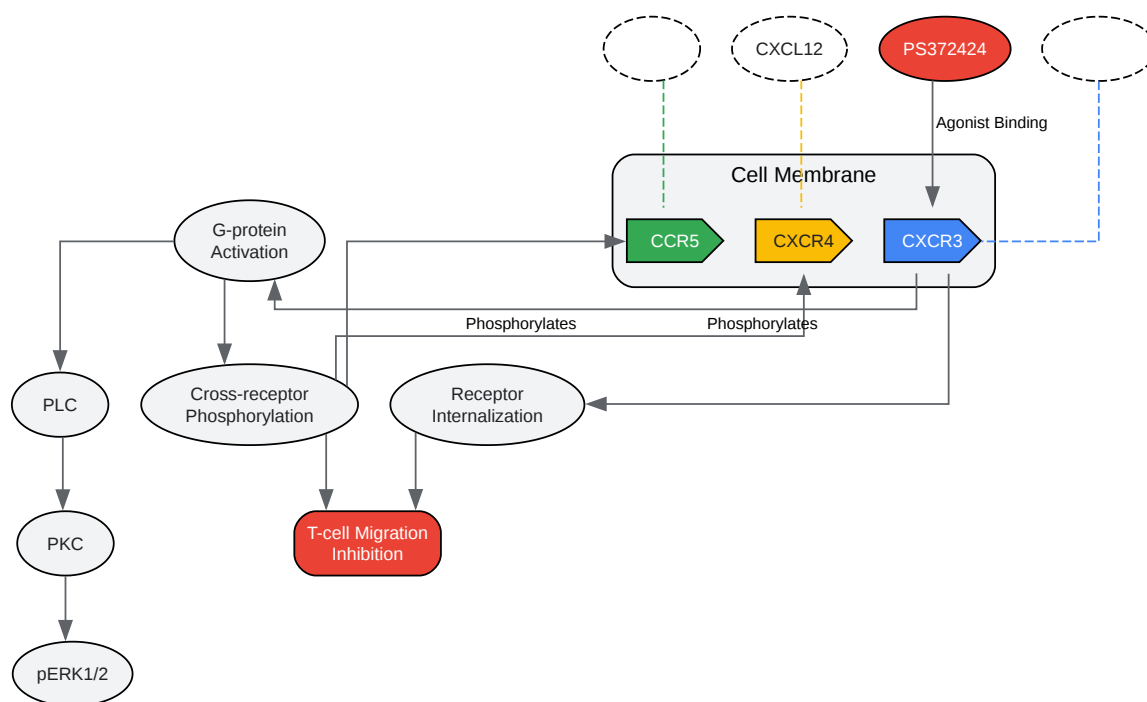 CXCL12
PS372424
Agonist Binding
Cell Membrane
G-protein
Activation
CCR5
CXCR4
CXCR3
Phosphorylates
Phosphorylates
PLC
Cross-receptor
Phosphorylation
Receptor
Internalization
PKC
T-cell Migration
Inhibition
pERK1/2